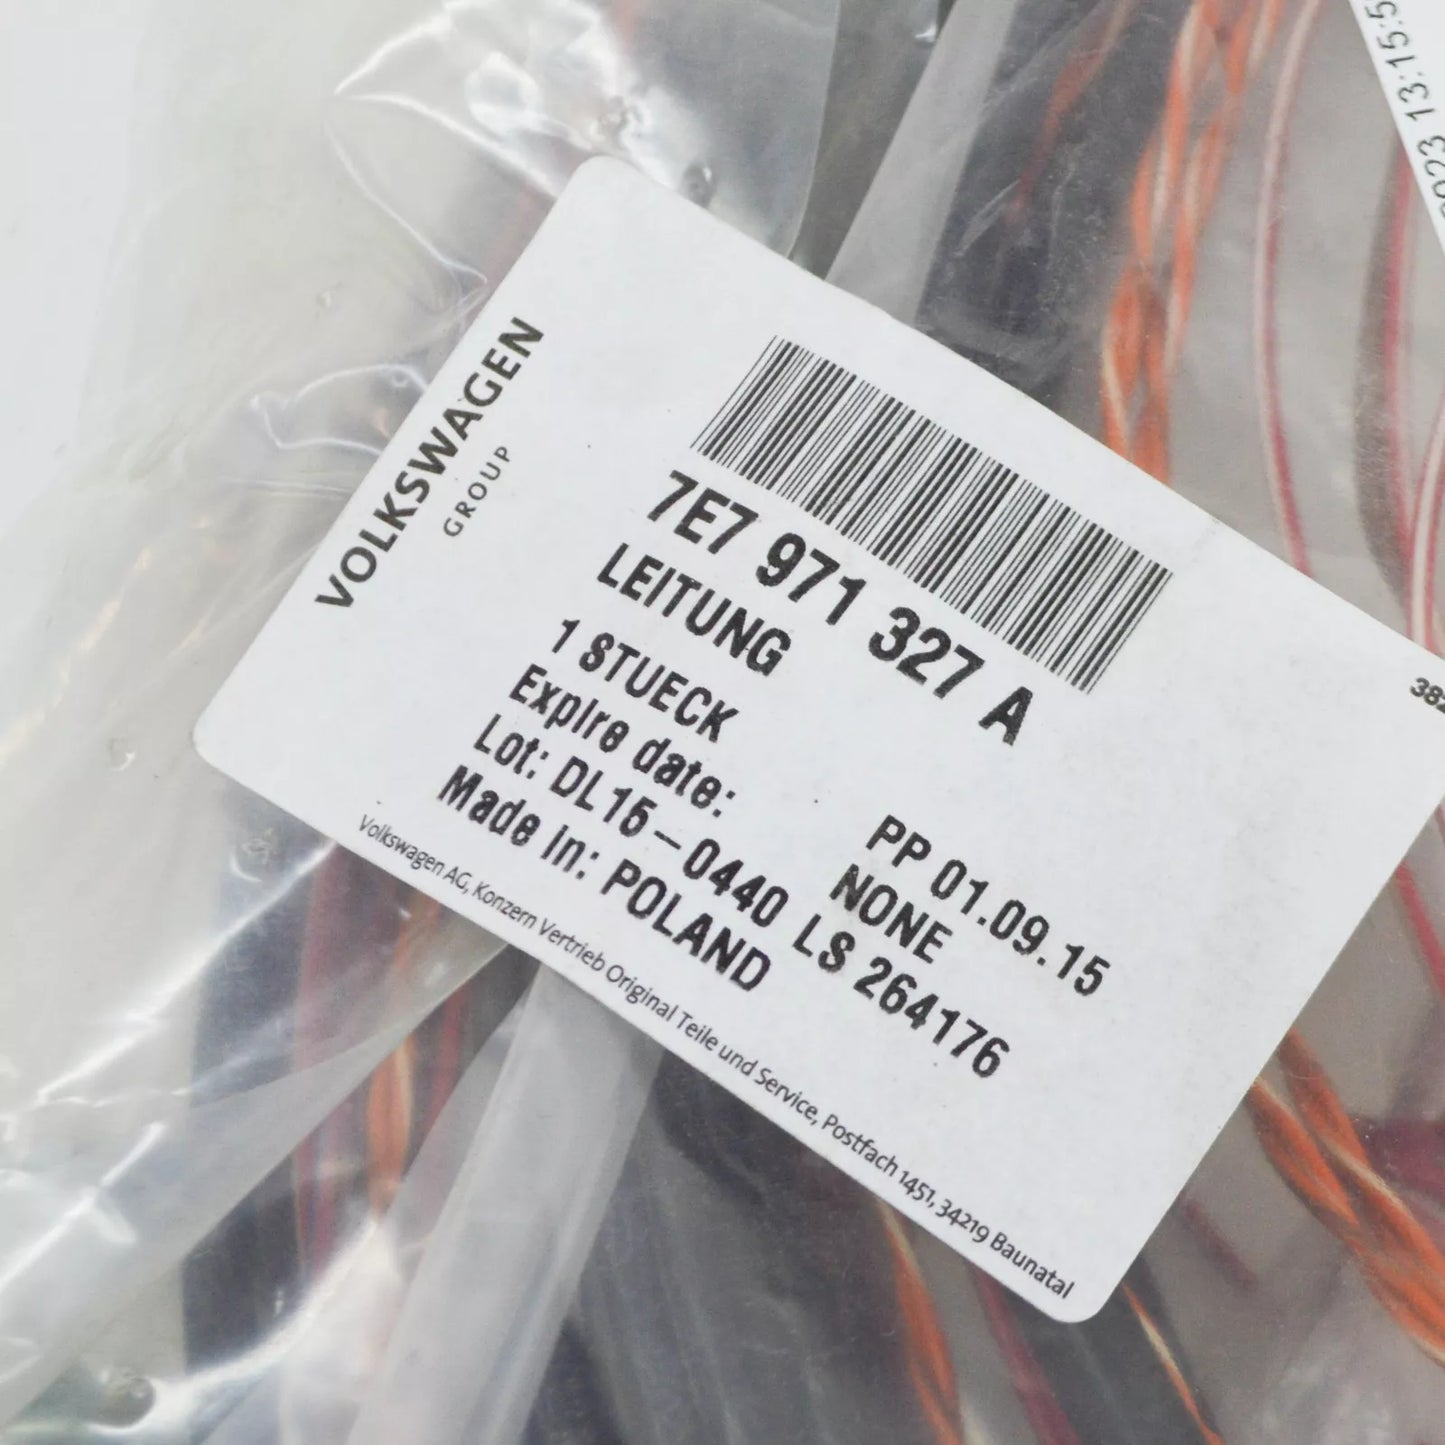 VOLKSWAGEN
GROUP
7E7 971 327 A
LEITUNG
1 STUECK PP 01.09.15
Expire date: NONE
Lot: DL15-0440 LS 264176
Made in: POLAND
Volkswagen AG, Konzern Vertrieb Original Teile und Service, Postfach 1451, 34219 Baunatal